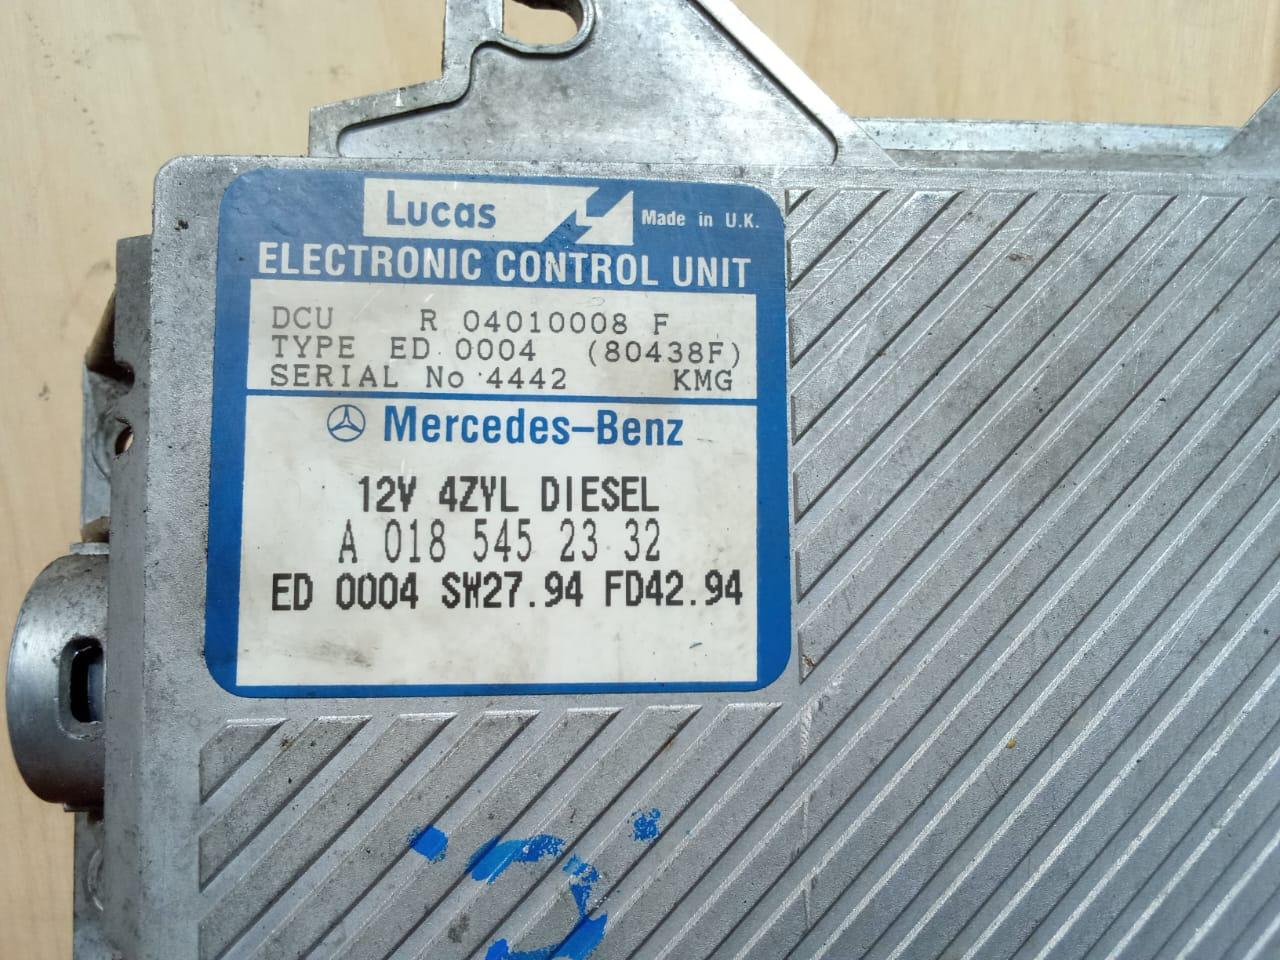 Lucas
Made in U.K.
ELECTRONIC CONTROL UNIT
DCU R 04010008 F
TYPE ED 0004 (80438F)
SERIAL No 4442 KMG
Mercedes-Benz
12V 4ZYL DIESEL
A 018 545 23 32
ED 0004 SW27.94 FD42.94